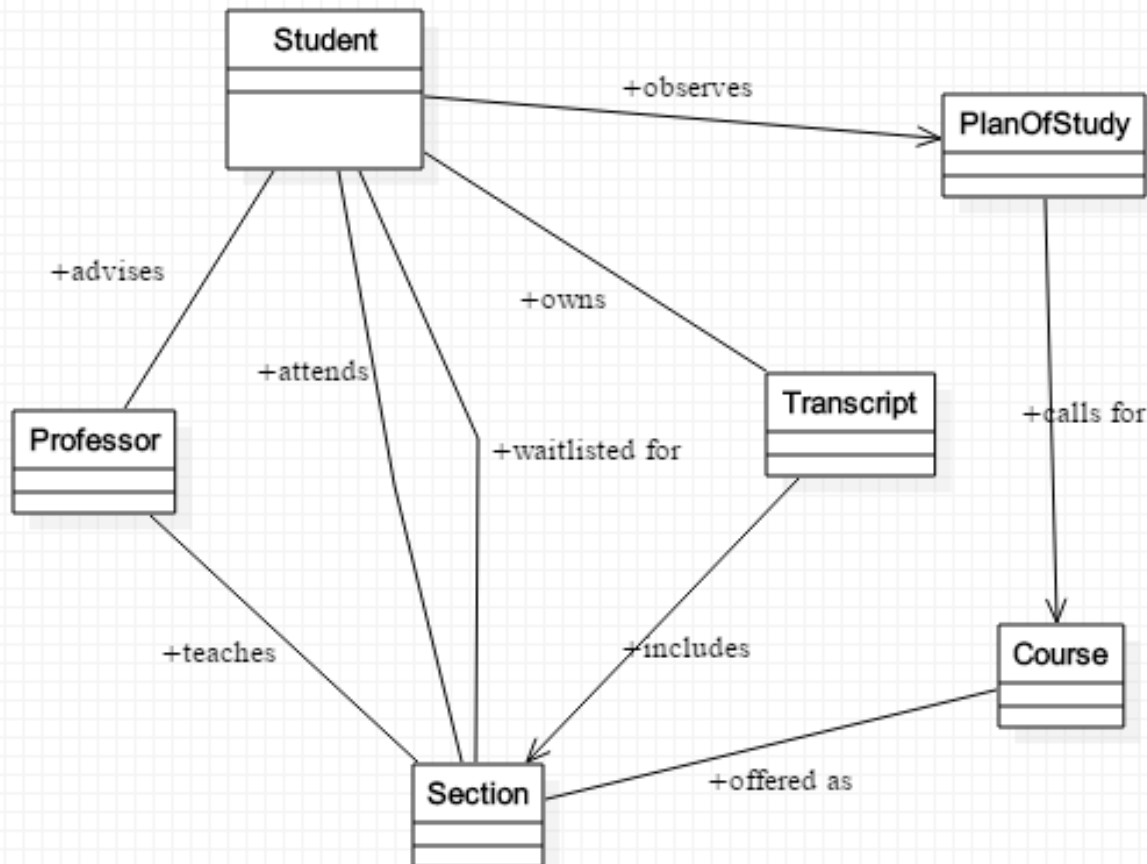 Student
+observes
PlanOfStudy
+advises
+owns
+attends
Transcript
+calls for
Professor
+waitlisted for
+teaches
+includes
Course
+offered as
Section